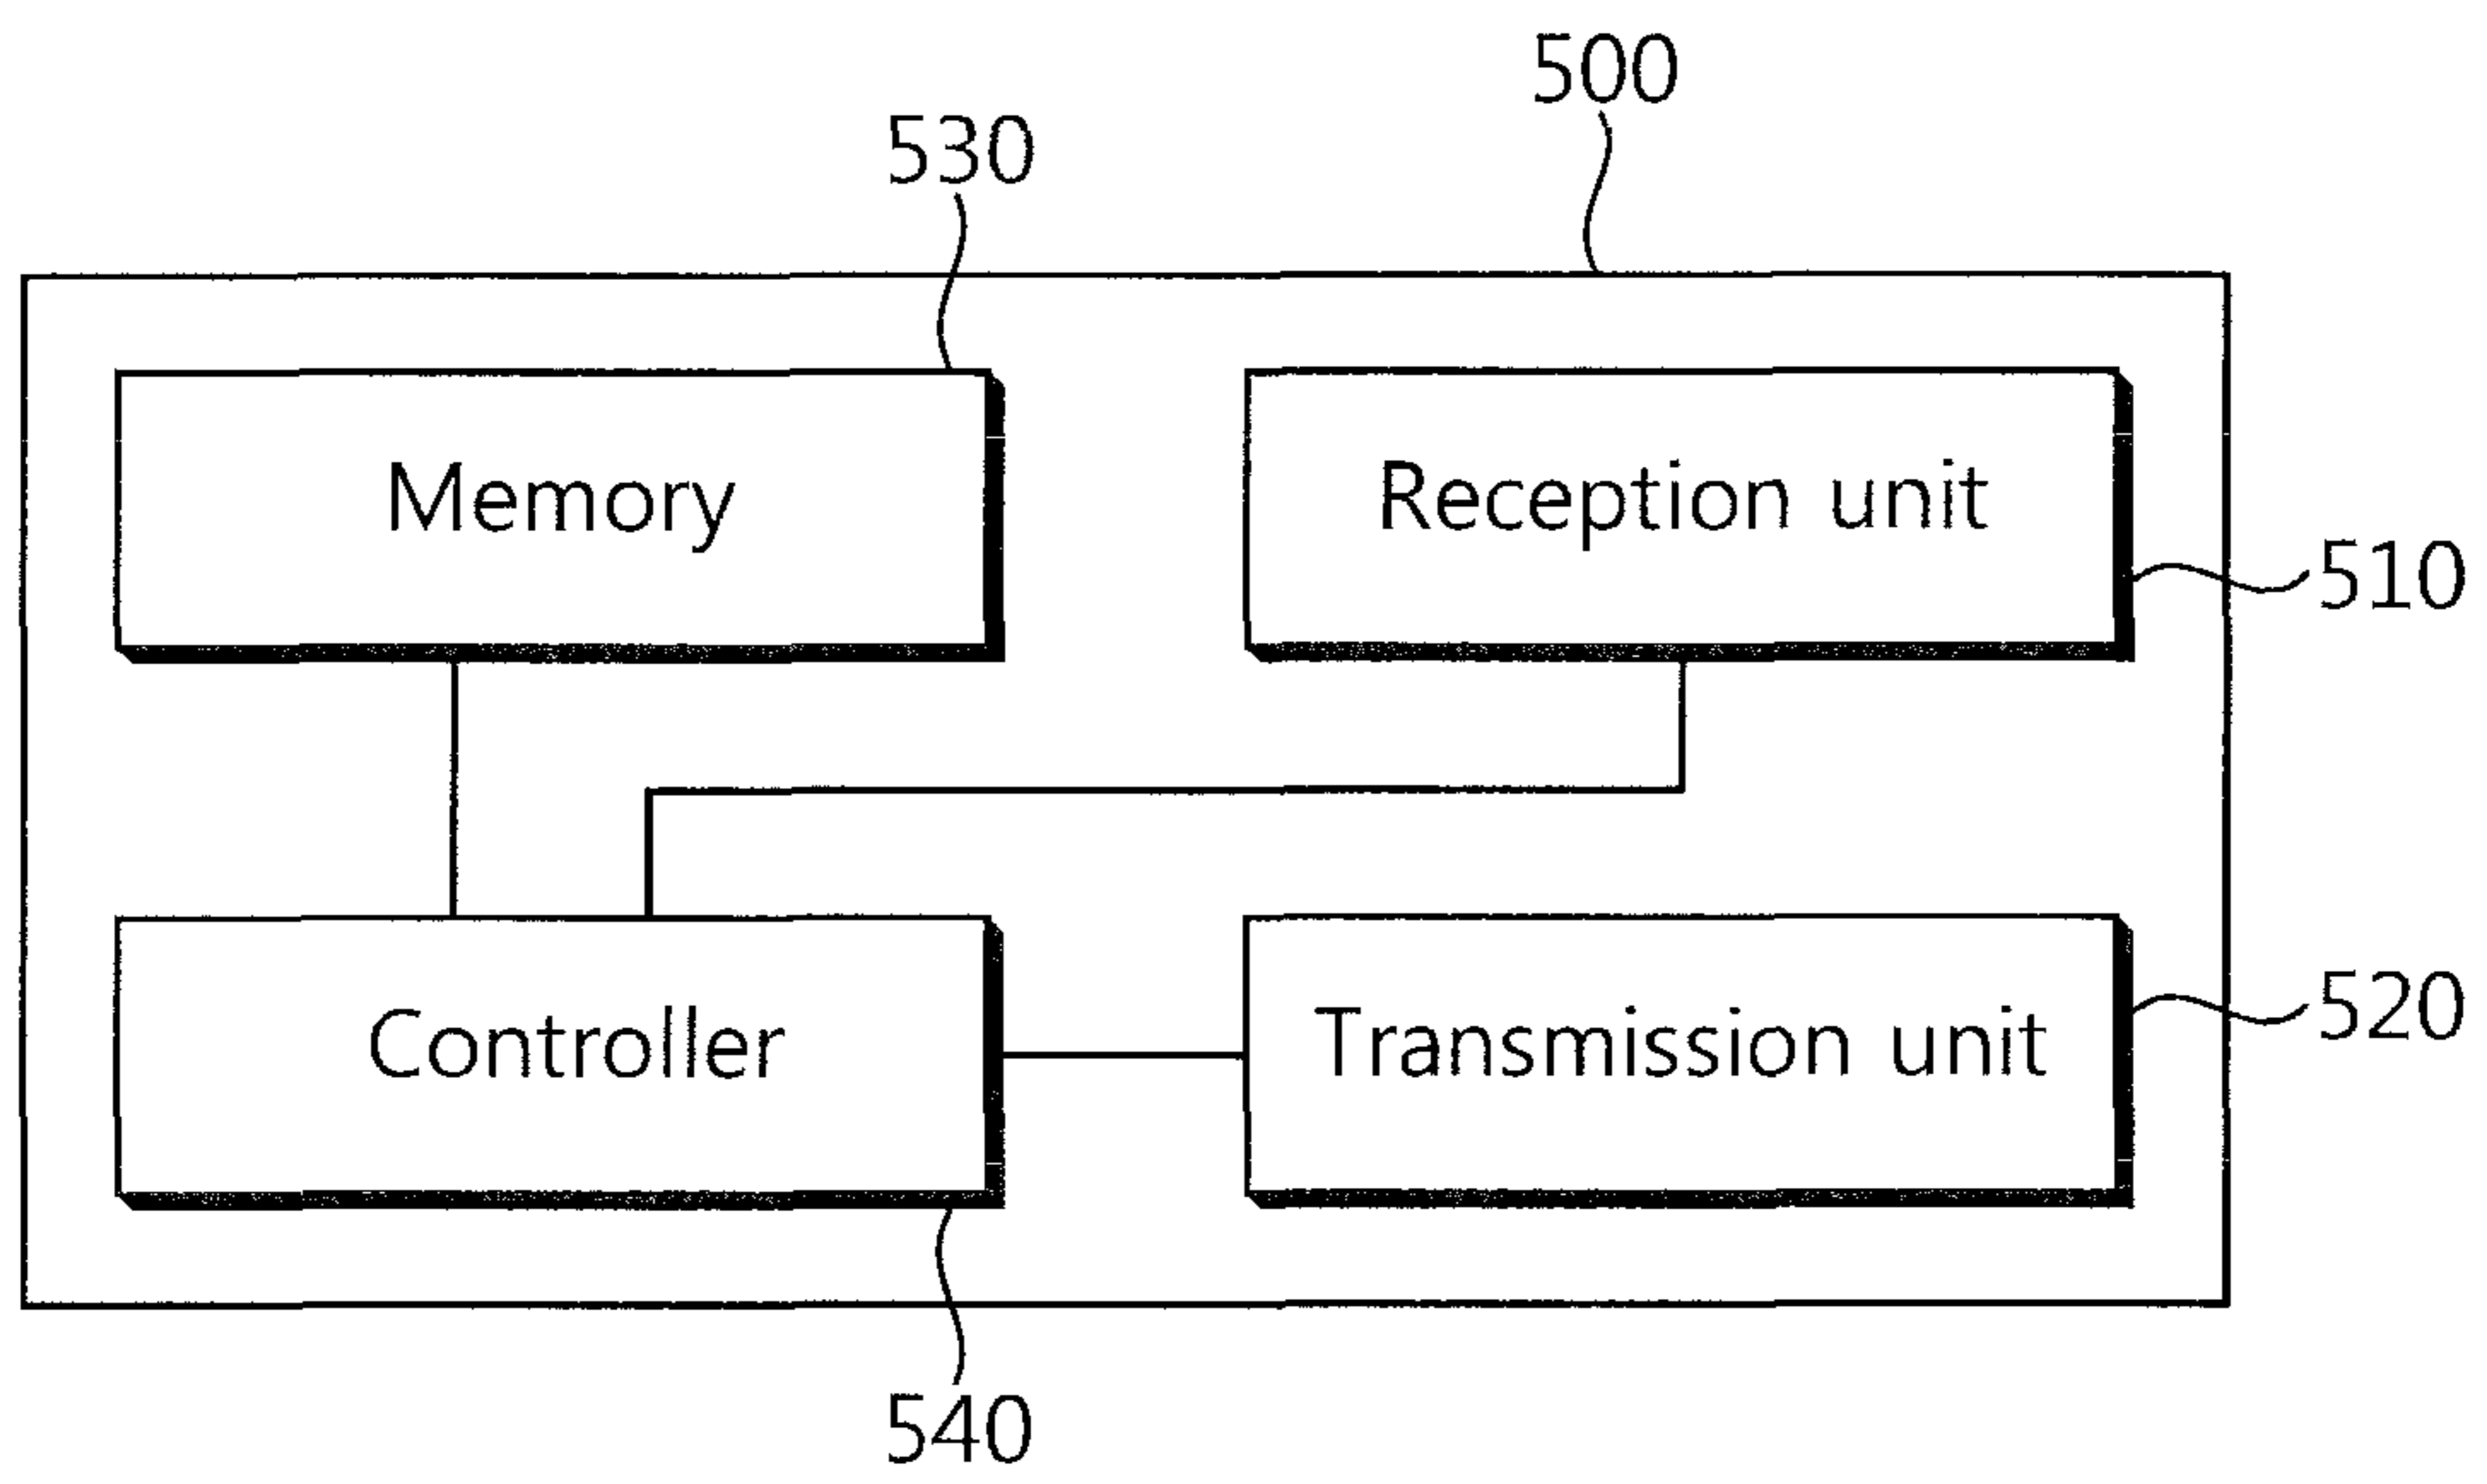 500
530
Memory
Reception unit
510
Controller
Transmission unit
520
540